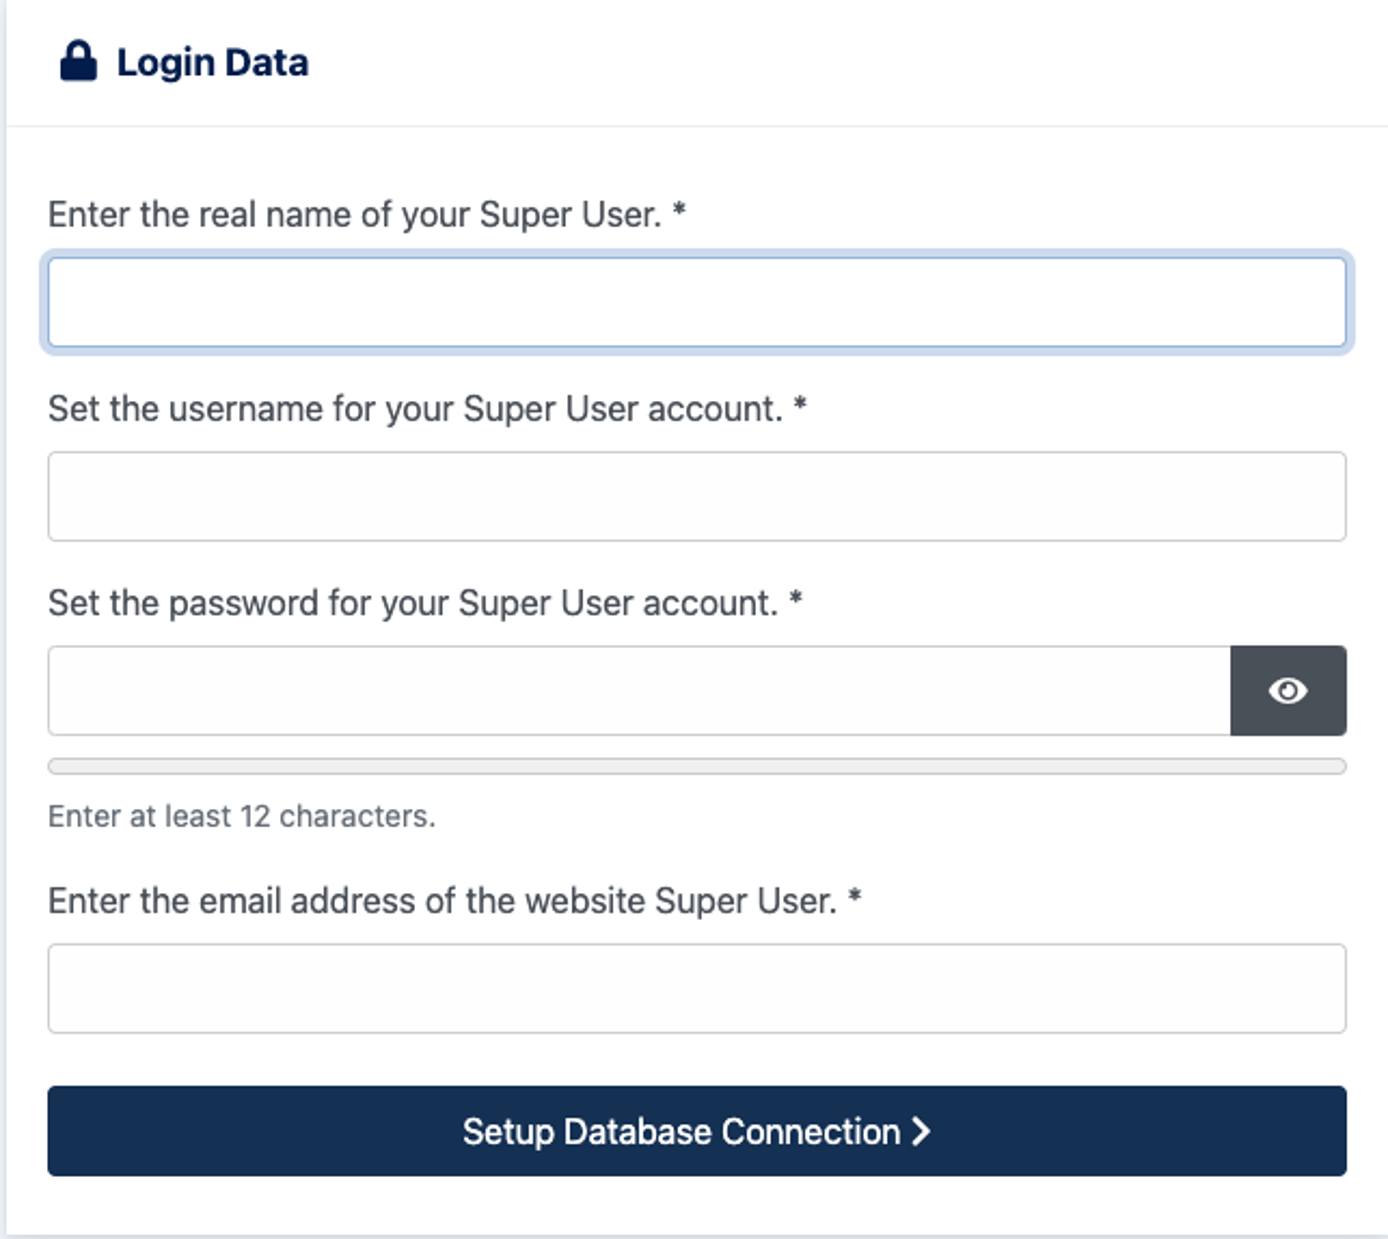 Login Data
Enter the real name of your Super User. *
Set the username for your Super User account. *
Set the password for your Super User account. *
Enter at least 12 characters.
Enter the email address of the website Super User. *
Setup Database Connection